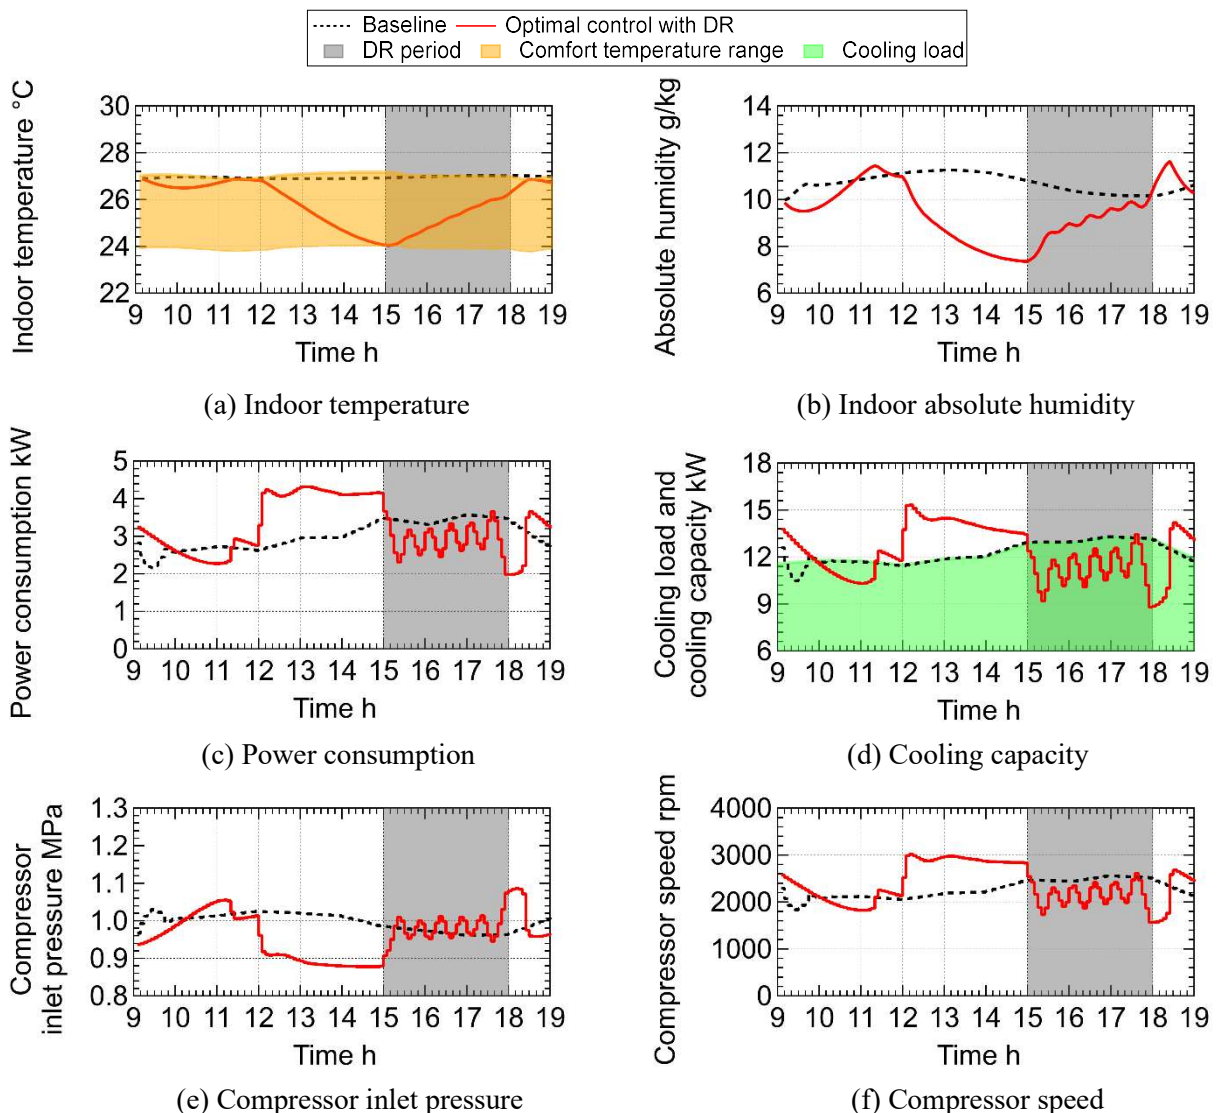 Baseline Optimal control with DR
DR period Comfort temperature range Cooling load
Indoor temperature °C
30
28
26
24
22
9 10 11 12 13 14 15 16 17 18 19
Time h
(a) Indoor temperature
Absolute humidity g/kg
14
12
10
8
6
9 10 11 12 13 14 15 16 17 18 19
Time h
(b) Indoor absolute humidity
Power consumption kW
5
4
3
2
1
0
9 10 11 12 13 14 15 16 17 18 19
Time h
(c) Power consumption
Cooling load and
cooling capacity kW
18
15
12
9
6
9 10 11 12 13 14 15 16 17 18 19
Time h
(d) Cooling capacity
Compressor
inlet pressure MPa
1.3
1.2
1.1
1.0
0.9
0.8
9 10 11 12 13 14 15 16 17 18 19
Time h
(e) Compressor inlet pressure
Compressor speed rpm
4000
3000
2000
1000
0
9 10 11 12 13 14 15 16 17 18 19
Time h
(f) Compressor speed